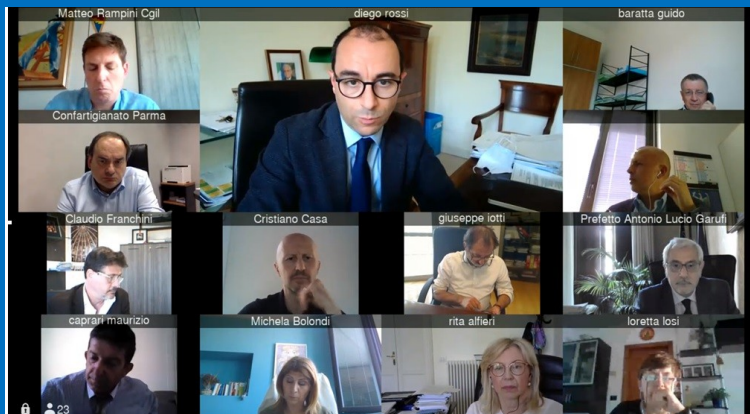 Matteo Rampini Cgil
diego rossi
baratta guido
Confartigianato Parma
Claudio Franchini
Cristiano Casa
giuseppe iotti
Prefetto Antonio Lucio Garufi
caprari maurizio
Michela Bolondi
rita alfieri
loretta losi
23